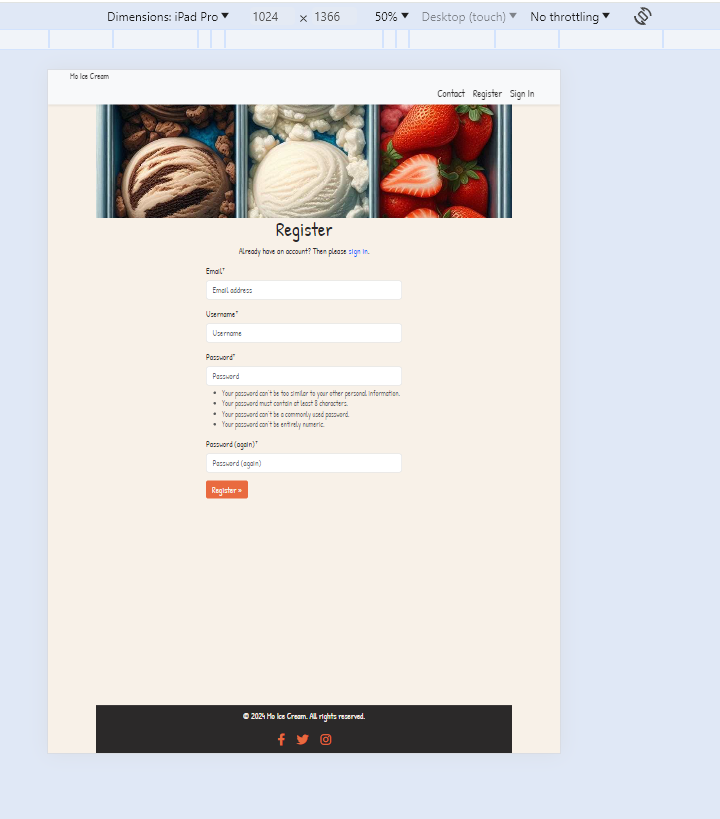 Dimensions: iPad Pro ▼ 1024 × 1366 50% ▼ Desktop (touch) ▼ No throttling ▼
Mo Ice Cream
Contact Register Sign In
Register
Already have an account? Then please sign in.
Email*
Email address
Username*
Username
Password*
Password
• Your password can't be too similar to your other personal information.
• Your password must contain at least 8 characters.
• Your password can't be a commonly used password.
• Your password can't be entirely numeric.
Password (again)*
Password (again)
Register »
© 2024 Mo Ice Cream. All rights reserved.